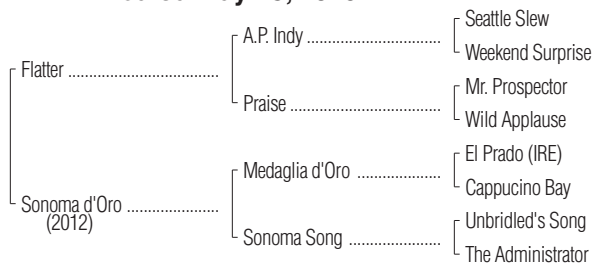 Seattle Slew
A.P. Indy
Weekend Surprise
Flatter
Mr. Prospector
Praise
Wild Applause
El Prado (IRE)
Medaglia d'Oro
Cappucino Bay
Sonoma d'Oro
(2012)
Unbridled's Song
Sonoma Song
The Administrator